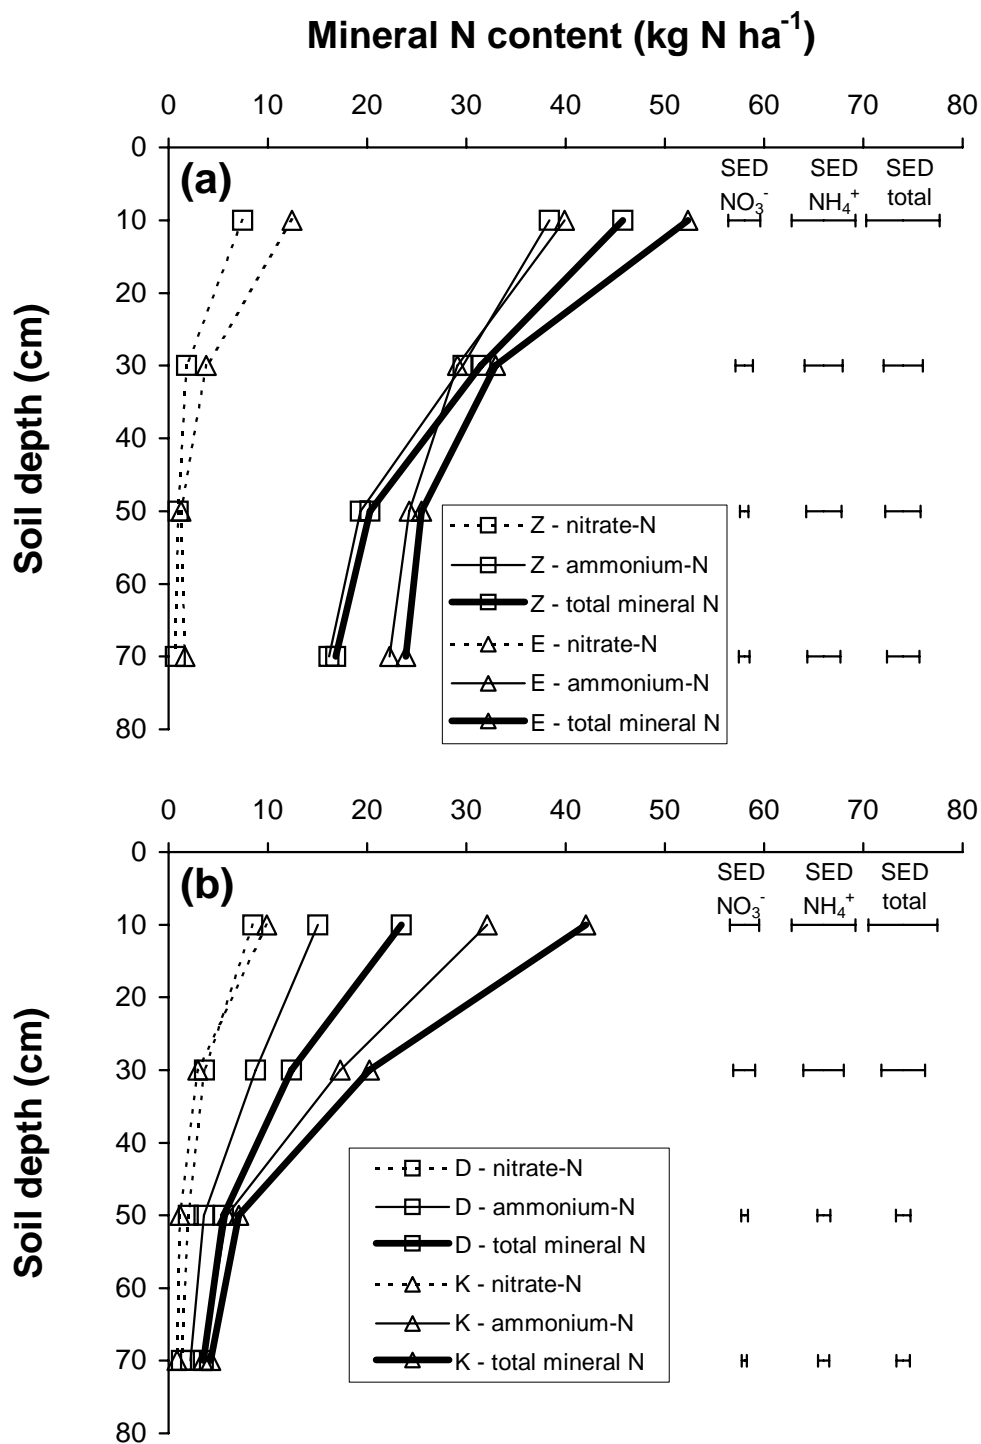 Mineral N content (kg N ha⁻¹)
0 10 20 30 40 50 60 70 80
0
10
20
30
40
50
60
70
80
Soil depth (cm)
(a)
SED SED SED
NO₃⁻ NH₄⁺ total
Z - nitrate-N
Z - ammonium-N
Z - total mineral N
E - nitrate-N
E - ammonium-N
E - total mineral N
0 10 20 30 40 50 60 70 80
0
10
20
30
40
50
60
70
80
Soil depth (cm)
(b)
SED SED SED
NO₃⁻ NH₄⁺ total
D - nitrate-N
D - ammonium-N
D - total mineral N
K - nitrate-N
K - ammonium-N
K - total mineral N